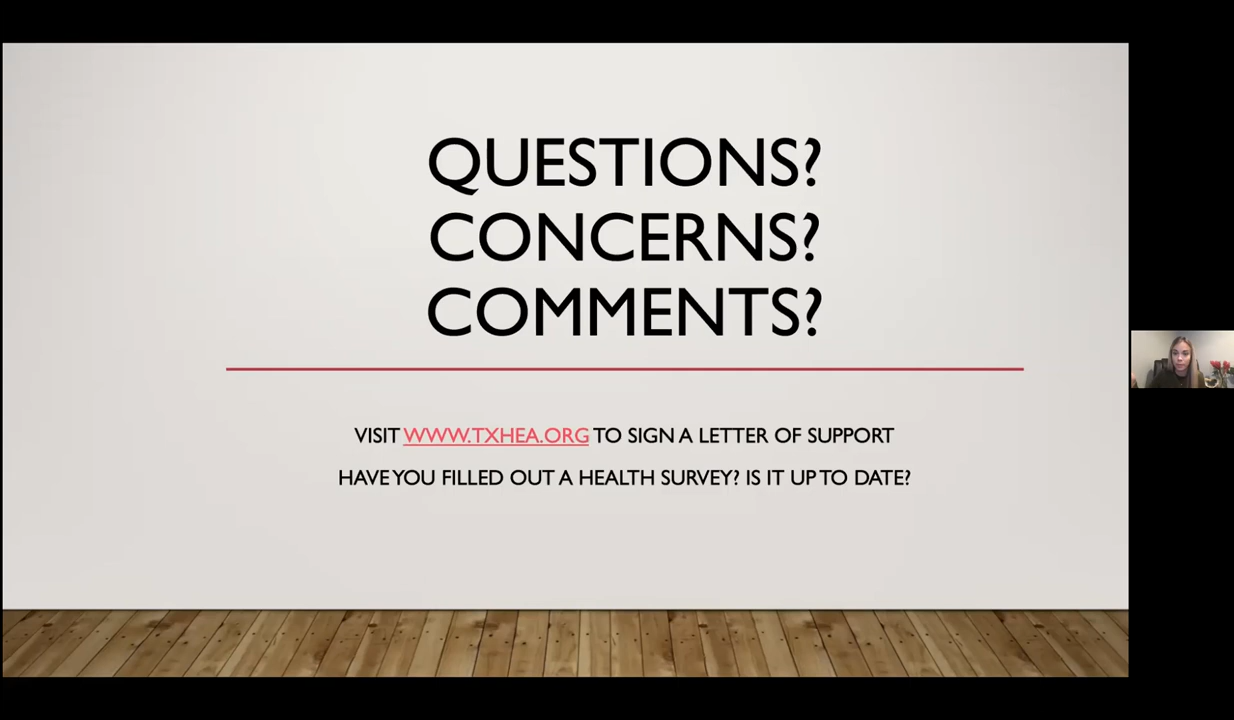 QUESTIONS?
CONCERNS?
COMMENTS?
VISIT WWW.TXHEA.ORG TO SIGN A LETTER OF SUPPORT
HAVE YOU FILLED OUT A HEALTH SURVEY? IS IT UP TO DATE?